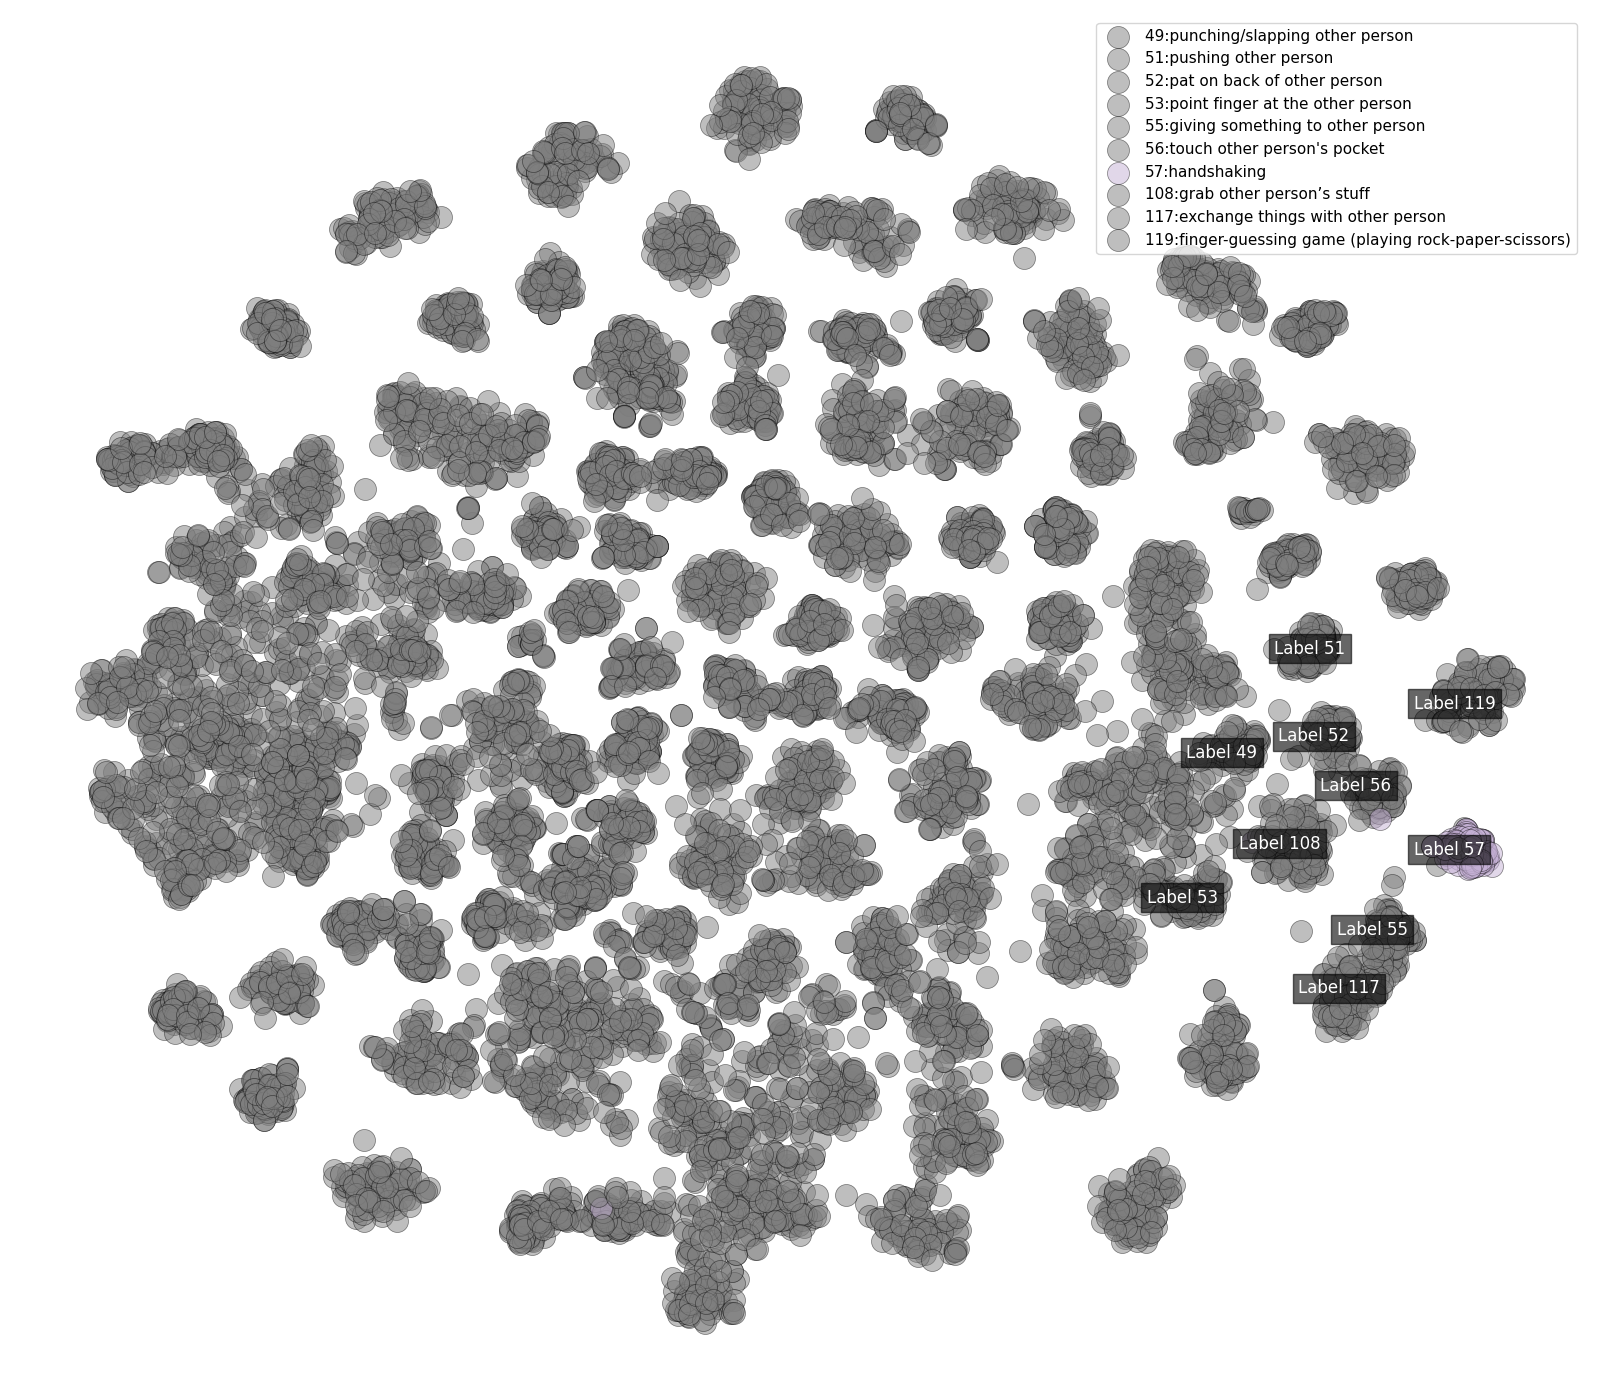 49:punching/slapping other person
51:pushing other person
52:pat on back of other person
53:point finger at the other person
55:giving something to other person
56:touch other person's pocket
57:handshaking
108:grab other person’s stuff
117:exchange things with other person
119:finger-guessing game (playing rock-paper-scissors)
Label 51
Label 119
Label 52
Label 49
Label 56
Label 108
Label 57
Label 53
Label 55
Label 117